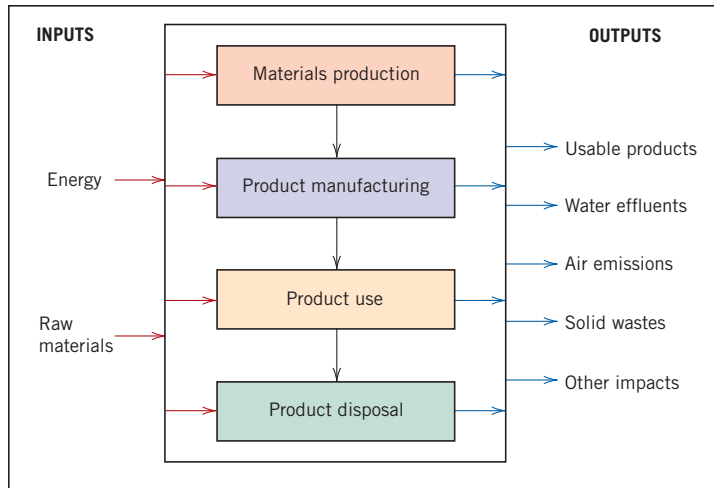 INPUTS
OUTPUTS
Materials production
Usable products
Energy
Product manufacturing
Water effluents
Air emissions
Product use
Raw
materials
Solid wastes
Other impacts
Product disposal